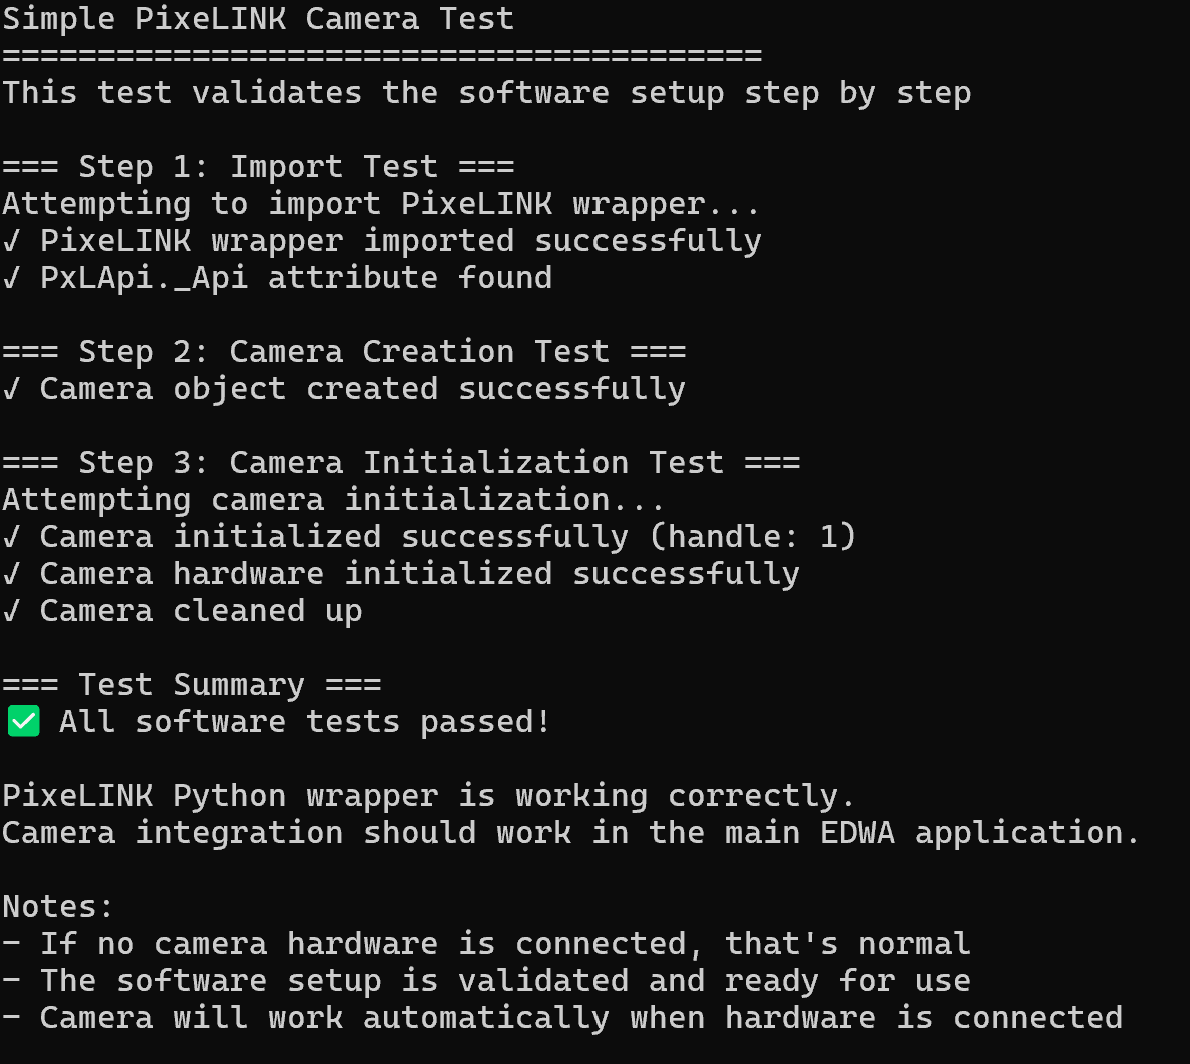 Simple PixeLINK Camera Test
========================================
This test validates the software setup step by step

=== Step 1: Import Test ===
Attempting to import PixeLINK wrapper...
√ PixeLINK wrapper imported successfully
√ PxLApi._Api attribute found

=== Step 2: Camera Creation Test ===
√ Camera object created successfully

=== Step 3: Camera Initialization Test ===
Attempting camera initialization...
√ Camera initialized successfully (handle: 1)
√ Camera hardware initialized successfully
√ Camera cleaned up

=== Test Summary ===
✅ All software tests passed!

PixeLINK Python wrapper is working correctly.
Camera integration should work in the main EDWA application.

Notes:
- If no camera hardware is connected, that's normal
- The software setup is validated and ready for use
- Camera will work automatically when hardware is connected